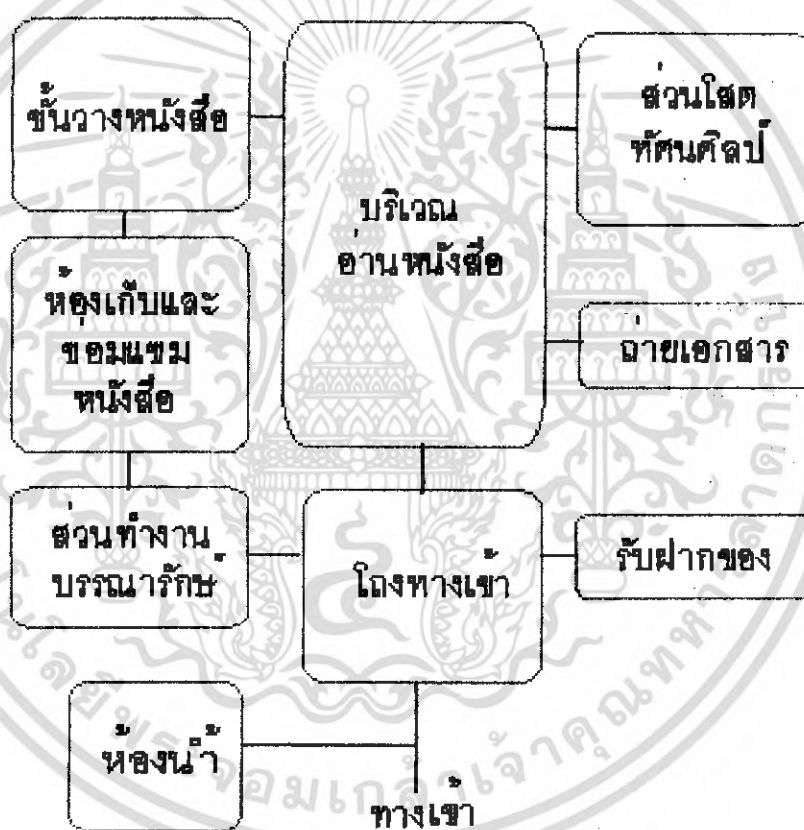 ชั้นวางหนังสือ
บริเวณ
อ่านหนังสือ
ส่วนโสต
ทัศนศิลป์
ห้องเก็บและ
ซ่อมแซม
หนังสือ
ถ่ายเอกสาร
ส่วนทำงาน
บรรณารักษ์
โถงทางเข้า
รับฝากของ
ห้องน้ำ
ทางเข้า